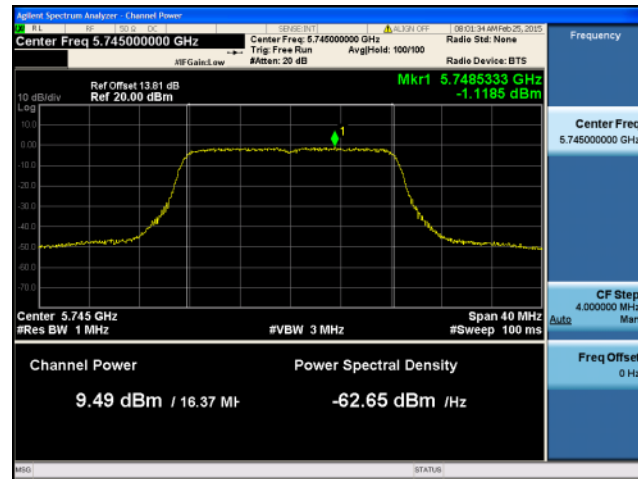 Agilent Spectrum Analyzer - Channel Power
RL RF 50 Ω DC SENSE:INT ALIGN OFF 08:01:34 AM Feb 25, 2015
Center Freq 5.745000000 GHz
Center Freq: 5.745000000 GHz
Radio Std: None
Trig: Free Run Avg|Hold: 100/100
#IFGain:Low #Atten: 20 dB Radio Device: BTS
Mkr1 5.7485333 GHz
-1.1185 dBm
Ref Offset 13.81 dB
10 dB/div Ref 20.00 dBm
Log
10.0
0.00
-10.0
-20.0
-30.0
-40.0
-50.0
-60.0
-70.0
1
Center 5.745 GHz Span 40 MHz
#Res BW 1 MHz #VBW 3 MHz #Sweep 100 ms
Channel Power Power Spectral Density
9.49 dBm / 16.37 MH -62.65 dBm /Hz
MSG STATUS
Frequency
Center Freq
5.745000000 GHz
CF Step
4.000000 MHz
Auto Man
Freq Offset
0 Hz